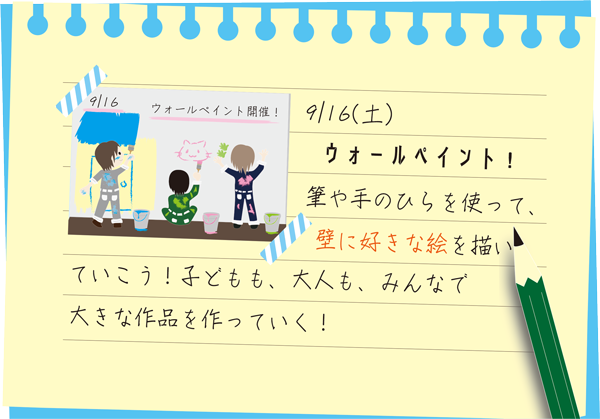 9/16
ウォールペイント開催！
9/16(土)
ウォールペイント！
筆や手のひらを使って、
壁に好きな絵を描い
ていこう！子どもも、大人も、みんなで
大きな作品を作っていく！